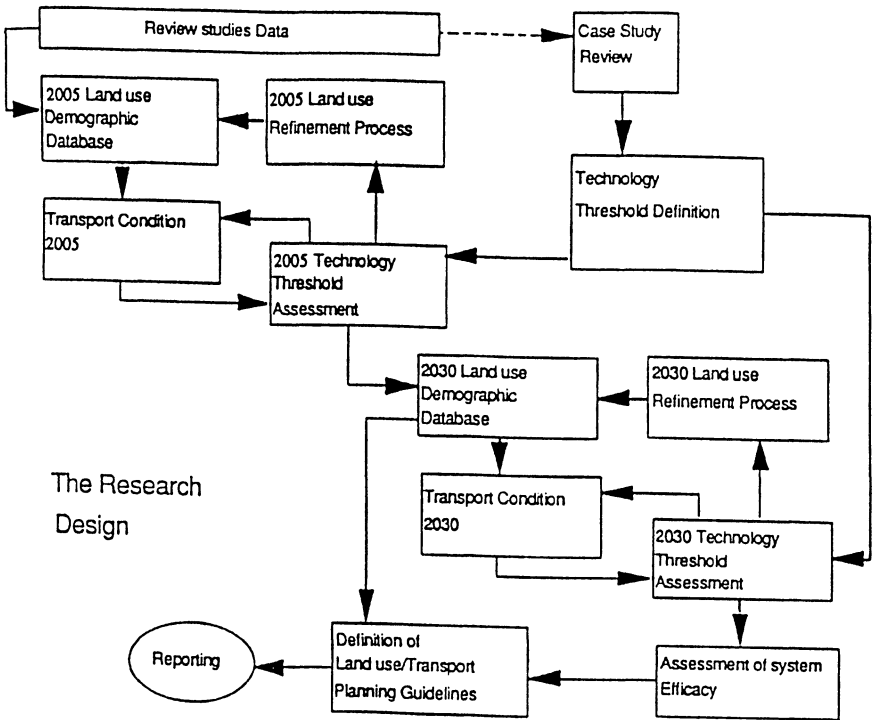 Review studies Data
Case Study
Review
2005 Land use
Demographic
Database
2005 Land use
Refinement Process
Technology
Threshold Definition
Transport Condition
2005
2005 Technology
Threshold
Assessment
2030 Land use
Demographic
Database
2030 Land use
Refinement Process
The Research
Design
Transport Condition
2030
2030 Technology
Threshold
Assessment
Reporting
Definition of
Land use/Transport
Planning Guidelines
Assessment of system
Efficacy